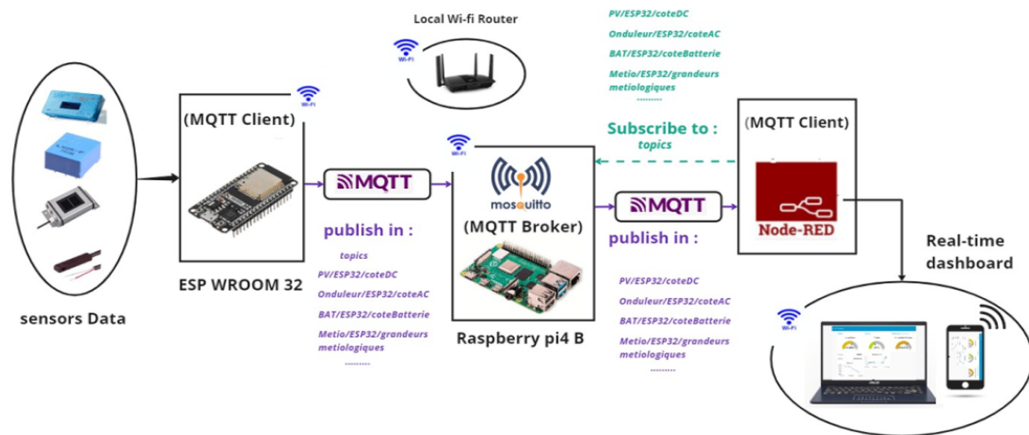 Local Wi-fi Router
Wi-Fi
PV/ESP32/coteDC
Onduleur/ESP32/coteAC
BAT/ESP32/coteBatterie
Metio/ESP32/grandeurs
metiologiques
.........
(MQTT Client)
Wi-Fi
ESP WROOM 32
sensors Data
MQTT
publish in :
topics
PV/ESP32/coteDC
Onduleur/ESP32/coteAC
BAT/ESP32/coteBatterie
Metio/ESP32/grandeurs
metiologiques
.........
Wi-Fi
mosquitto
(MQTT Broker)
Raspberry pi4 B
Subscribe to :
topics
MQTT
publish in :
PV/ESP32/coteDC
Onduleur/ESP32/coteAC
BAT/ESP32/coteBatterie
Metio/ESP32/grandeurs
metiologiques
.........
(MQTT Client)
Node-RED
Real-time
dashboard
Wi-Fi